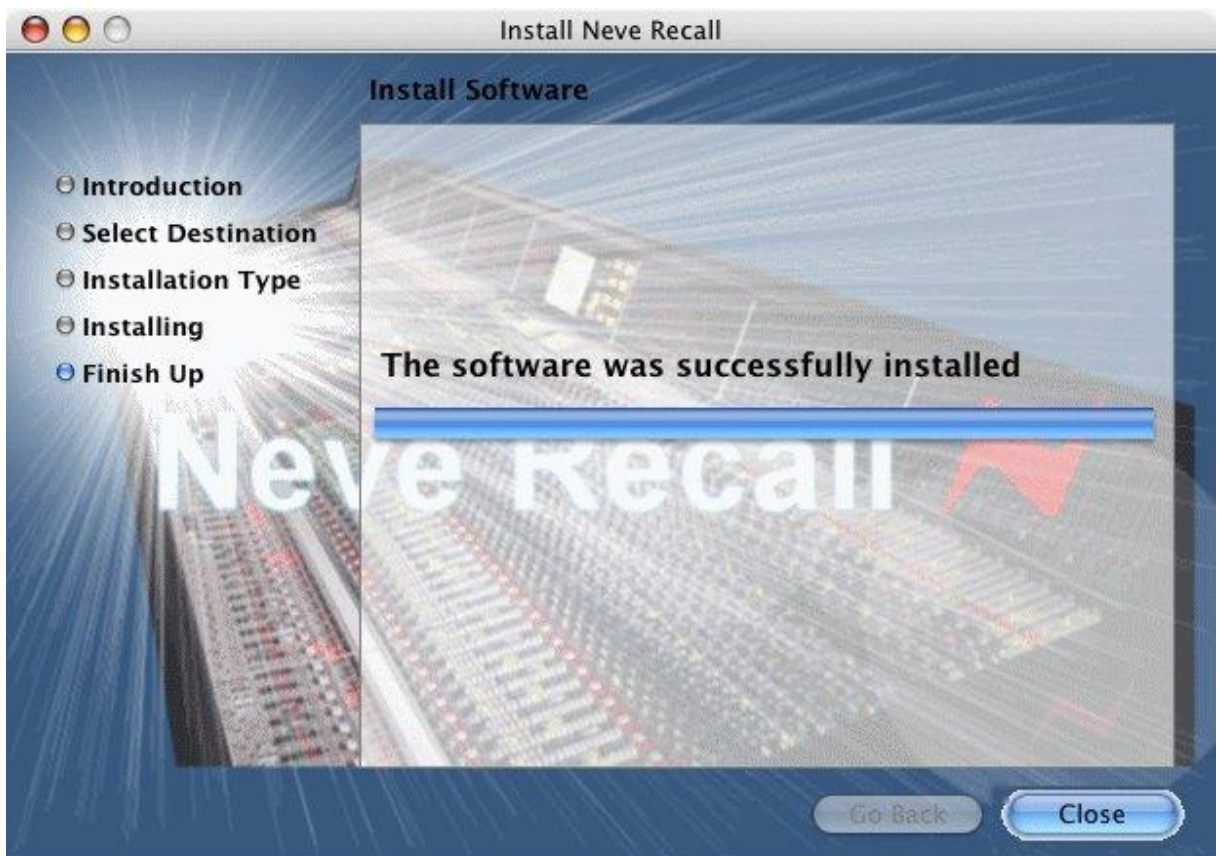 Install Neve Recall
Install Software
Introduction
Select Destination
Installation Type
Installing
Finish Up
The software was successfully installed
Neve Recall
Go Back
Close